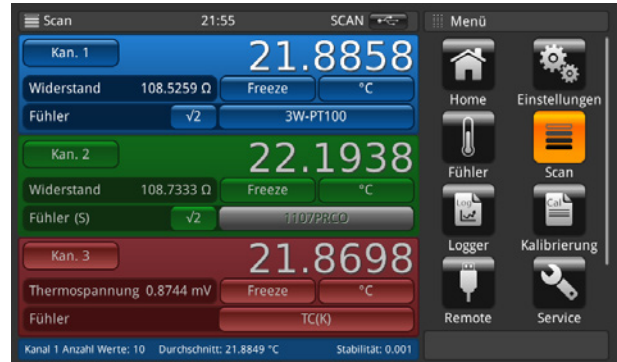 Scan 21:55 SCAN
Kan. 1 21.8858
Widerstand 108.5259 Ω Freeze °C
Fühler √2 3W-PT100
Kan. 2 22.1938
Widerstand 108.7333 Ω Freeze °C
Fühler (S) √2 1107PRCO
Kan. 3 21.8698
Thermospannung 0.8744 mV Freeze °C
Fühler TC(K)
Kanal 1 Anzahl Werte: 10 Durchschnitt: 21.8849 °C Stabilität: 0.001
Menü
Home Einstellungen
Fühler Scan
Log
Cal
Logger Kalibrierung
Remote Service